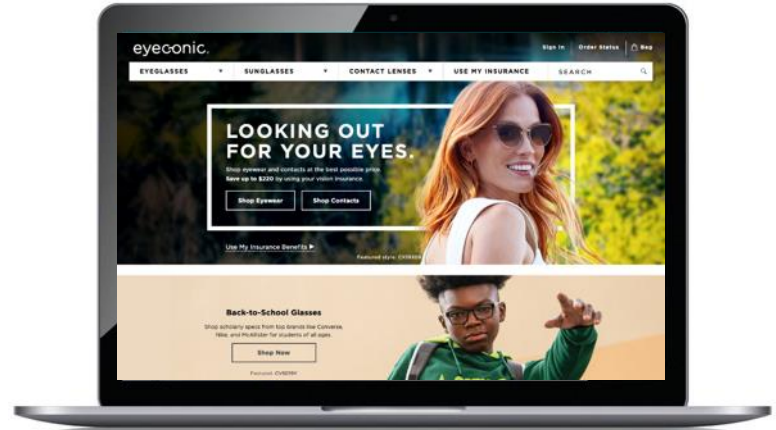 eyeconic.
Sign In Order Status Bag
EYEGLASSES SUNGLASSES CONTACT LENSES USE MY INSURANCE SEARCH
LOOKING OUT
FOR YOUR EYES.
Shop eyewear and contacts at the best possible price.
Save up to $220 by using your vision insurance.
Shop Eyewear Shop Contacts
Use My Insurance Benefits ▶
Featured style:
Back-to-School Glasses
Shop scholarly specs from top brands like Converse,
Nike, and McAllister for students of all ages.
Shop Now
Featured: